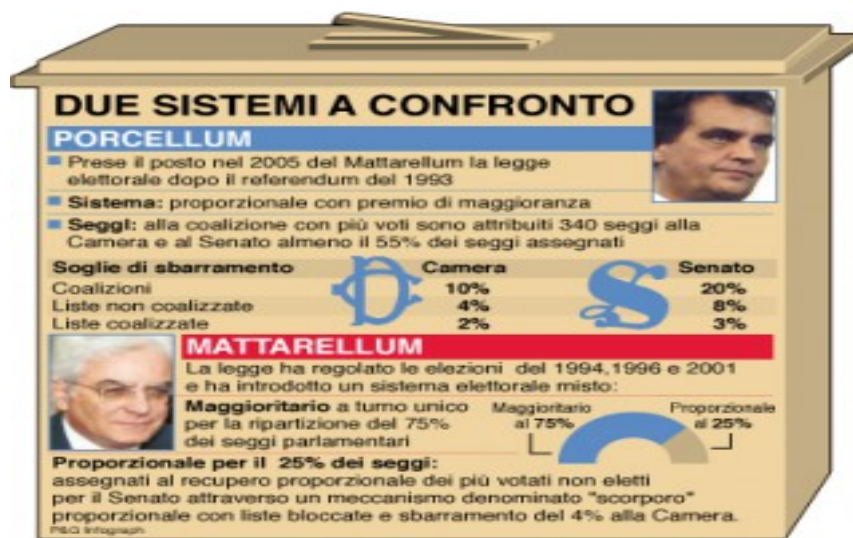 DUE SISTEMI A CONFRONTO
PORCELLUM
Prese il posto nel 2005 del Mattarellum la legge
elettorale dopo il referendum del 1993
Sistema: proporzionale con premio di maggioranza
Seggi: alla coalizione con più voti sono attribuiti 340 seggi alla
Camera e al Senato almeno il 55% dei seggi assegnati
Soglie di sbarramento Camera Senato
Coalizioni 10% 20%
Liste non coalizzate 4% 8%
Liste coalizzate 2% 3%
MATTARELLUM
La legge ha regolato le elezioni del 1994,1996 e 2001
e ha introdotto un sistema elettorale misto:
Maggioritario a turno unico
per la ripartizione del 75%
dei seggi parlamentari
Maggioritario
al 75%
Proporzionale
al 25%
Proporzionale per il 25% dei seggi:
assegnati al recupero proporzionale dei più votati non eletti
per il Senato attraverso un meccanismo denominato "scorporo"
proporzionale con liste bloccate e sbarramento del 4% alla Camera.
P&G Infograph